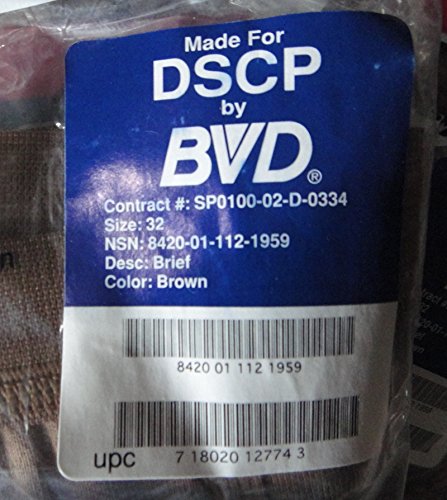 Made For
DSCP
by
BVD®
Contract #: SP0100-02-D-0334
Size: 32
NSN: 8420-01-112-1959
Desc: Brief
Color: Brown
8420 01 112 1959
upc
7 18020 12774 3